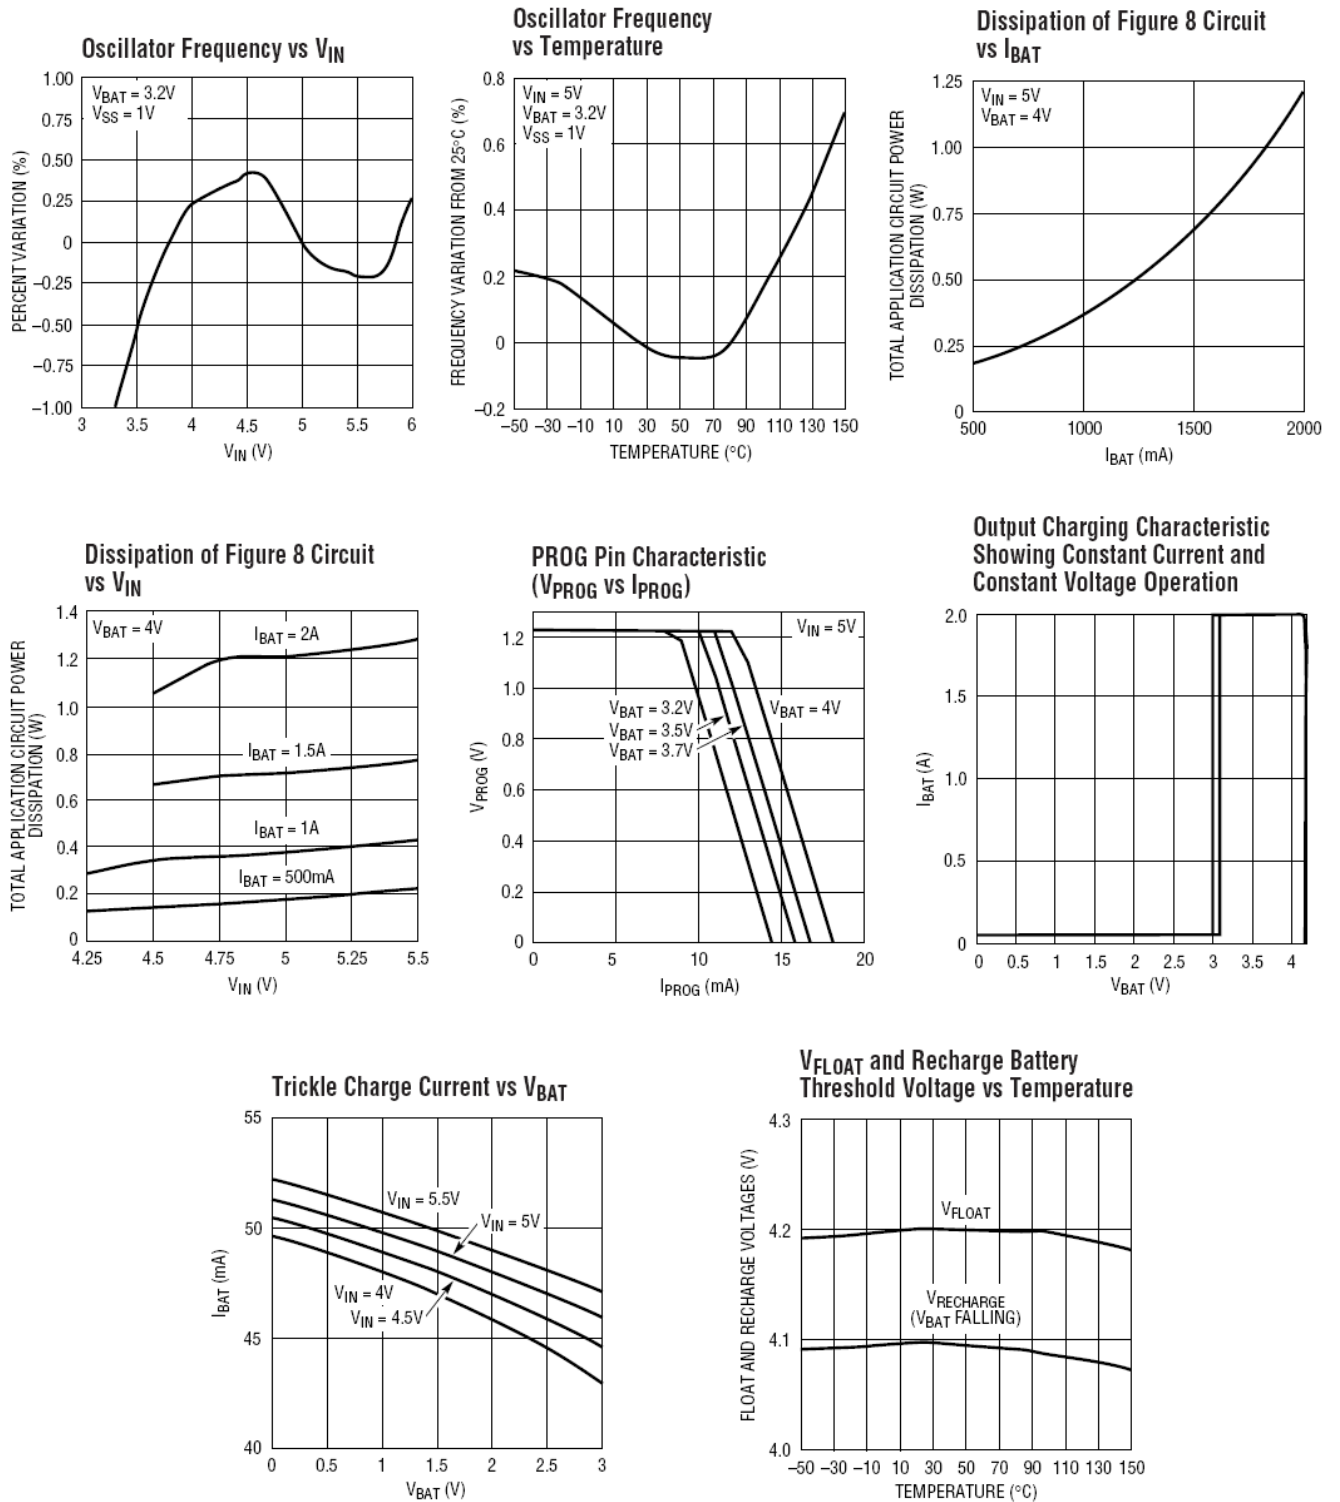 Oscillator Frequency vs VIN
1.00
0.75
0.50
0.25
0
–0.25
–0.50
–0.75
–1.00
PERCENT VARIATION (%)
VBAT = 3.2V
VSS = 1V
3 3.5 4 4.5 5 5.5 6
VIN (V)
Oscillator Frequency
vs Temperature
0.8
0.6
0.4
0.2
0
–0.2
FREQUENCY VARIATION FROM 25°C (%)
VIN = 5V
VBAT = 3.2V
VSS = 1V
–50 –30 –10 10 30 50 70 90 110 130 150
TEMPERATURE (°C)
Dissipation of Figure 8 Circuit
vs IBAT
1.25
1.00
0.75
0.50
0.25
0
TOTAL APPLICATION CIRCUIT POWER
DISSIPATION (W)
VIN = 5V
VBAT = 4V
500 1000 1500 2000
IBAT (mA)
Dissipation of Figure 8 Circuit
vs VIN
1.4
1.2
1.0
0.8
0.6
0.4
0.2
0
TOTAL APPLICATION CIRCUIT POWER
DISSIPATION (W)
VBAT = 4V
IBAT = 2A
IBAT = 1.5A
IBAT = 1A
IBAT = 500mA
4.25 4.5 4.75 5 5.25 5.5
VIN (V)
PROG Pin Characteristic
(VPROG vs IPROG)
1.2
1.0
0.8
0.6
0.4
0.2
0
VPROG (V)
VIN = 5V
VBAT = 3.2V
VBAT = 3.5V
VBAT = 3.7V
VBAT = 4V
0 5 10 15 20
IPROG (mA)
Output Charging Characteristic
Showing Constant Current and
Constant Voltage Operation
2.0
1.5
1.0
0.5
0
IBAT (A)
0 0.5 1 1.5 2 2.5 3 3.5 4
VBAT (V)
Trickle Charge Current vs VBAT
55
50
45
40
IBAT (mA)
VIN = 5.5V
VIN = 5V
VIN = 4V
VIN = 4.5V
0 0.5 1 1.5 2 2.5 3
VBAT (V)
VFLOAT and Recharge Battery
Threshold Voltage vs Temperature
4.3
4.2
4.1
4.0
FLOAT AND RECHARGE VOLTAGES (V)
VFLOAT
VRECHARGE
(VBAT FALLING)
–50 –30 –10 10 30 50 70 90 110 130 150
TEMPERATURE (°C)